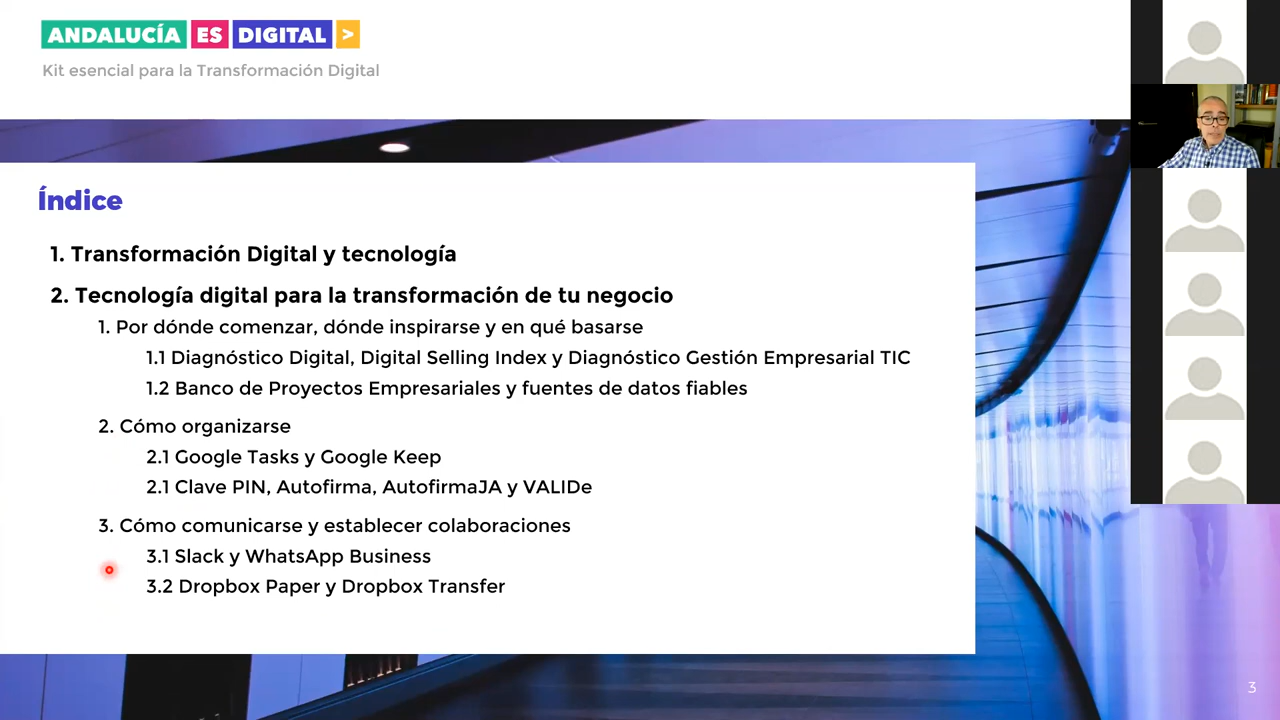 ANDALUCÍA ES DIGITAL >
Kit esencial para la Transformación Digital
Índice
1. Transformación Digital y tecnología
2. Tecnología digital para la transformación de tu negocio
1. Por dónde comenzar, dónde inspirarse y en qué basarse
1.1 Diagnóstico Digital, Digital Selling Index y Diagnóstico Gestión Empresarial TIC
1.2 Banco de Proyectos Empresariales y fuentes de datos fiables
2. Cómo organizarse
2.1 Google Tasks y Google Keep
2.1 Clave PIN, Autofirma, AutofirmaJA y VALIDe
3. Cómo comunicarse y establecer colaboraciones
3.1 Slack y WhatsApp Business
3.2 Dropbox Paper y Dropbox Transfer
3